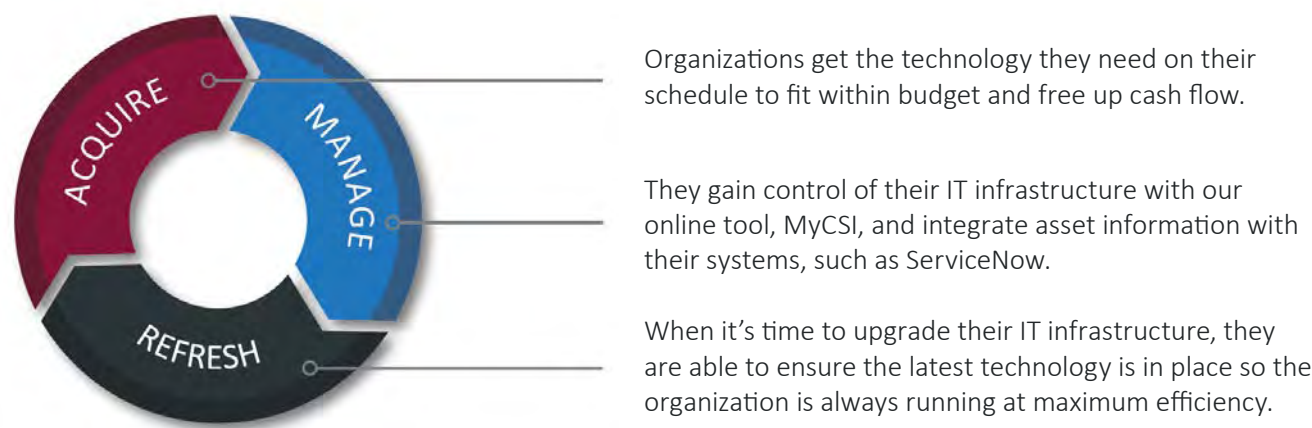 ACQUIRE
Organizations get the technology they need on their
schedule to fit within budget and free up cash flow.
MANAGE
They gain control of their IT infrastructure with our
online tool, MyCSI, and integrate asset information with
their systems, such as ServiceNow.
REFRESH
When it’s time to upgrade their IT infrastructure, they
are able to ensure the latest technology is in place so the
organization is always running at maximum efficiency.